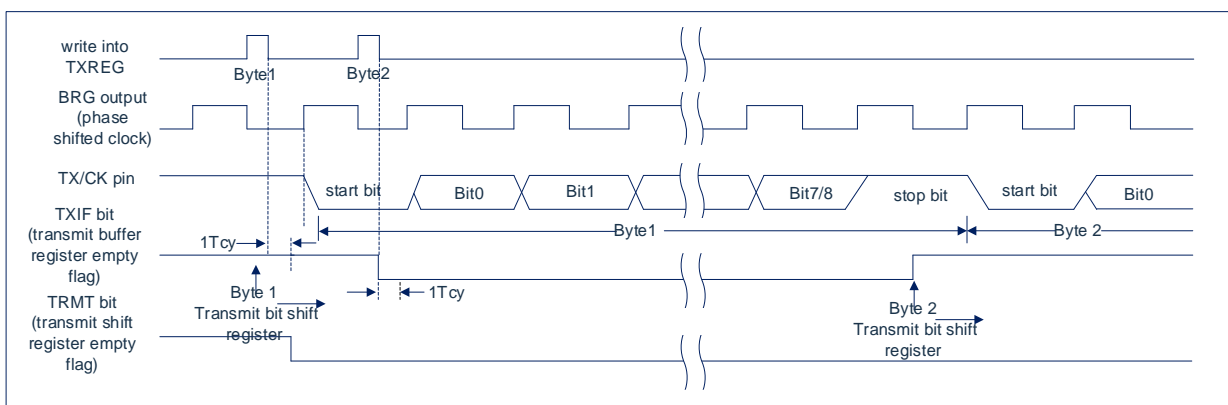 write into
TXREG
Byte1
Byte2
BRG output
(phase
shifted clock)
TX/CK pin
start bit
Bit0
Bit1
Bit7/8
stop bit
start bit
Bit0
TXIF bit
(transmit buffer
register empty
flag)
1Tcy
Byte1
Byte 2
1Tcy
Byte 1
Transmit bit shift
register
Byte 2
Transmit bit shift
register
TRMT bit
(transmit shift
register empty
flag)